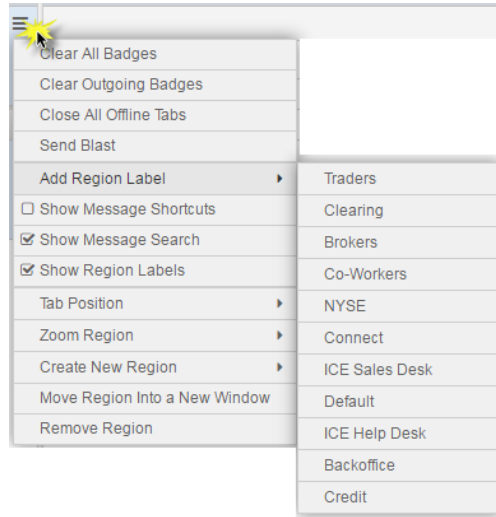 Clear All Badges
Clear Outgoing Badges
Close All Offline Tabs
Send Blast
Add Region Label
Show Message Shortcuts
Show Message Search
Show Region Labels
Tab Position
Zoom Region
Create New Region
Move Region Into a New Window
Remove Region
Traders
Clearing
Brokers
Co-Workers
NYSE
Connect
ICE Sales Desk
Default
ICE Help Desk
Backoffice
Credit